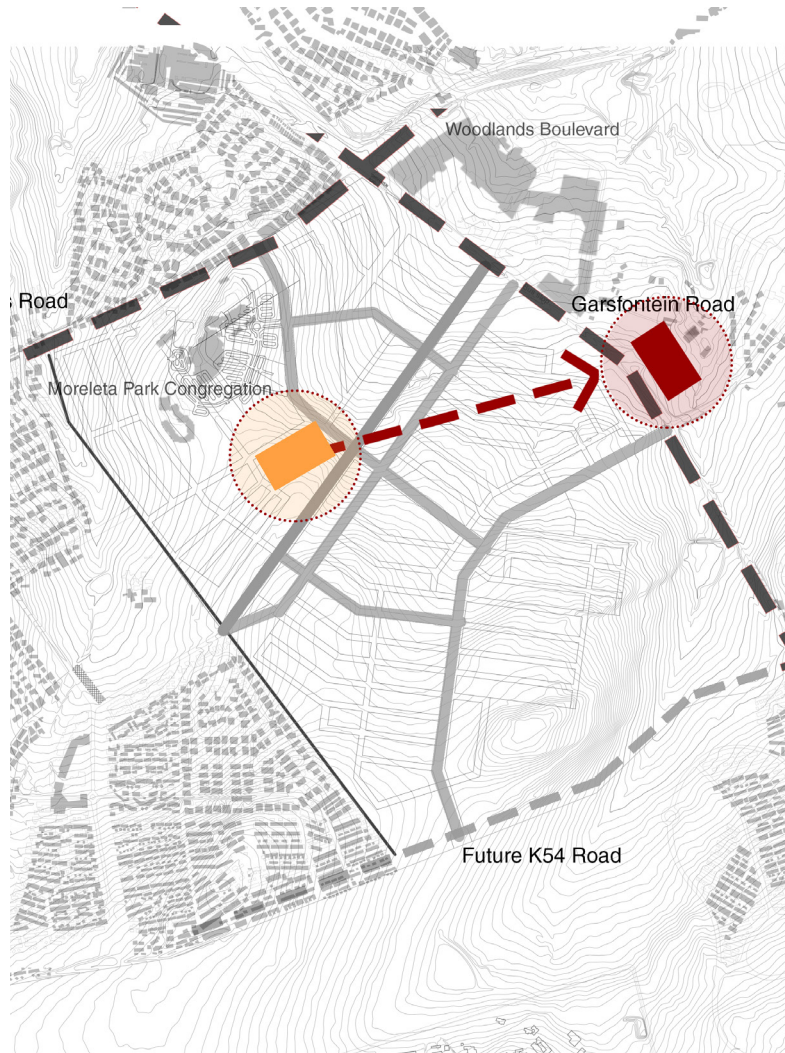 Woodlands Boulevard
s Road
Garsfontein Road
Moreleta Park Congregation
Future K54 Road